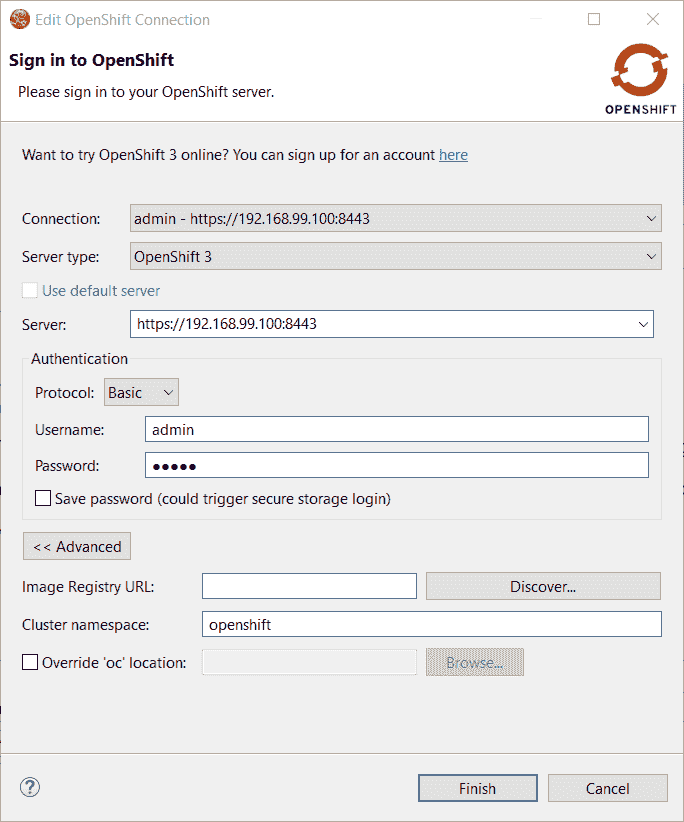 Edit OpenShift Connection
Sign in to OpenShift
Please sign in to your OpenShift server.
OPENSHIFT
Want to try OpenShift 3 online? You can sign up for an account here
Connection: admin - https://192.168.99.100:8443
Server type: OpenShift 3
Use default server
Server: https://192.168.99.100:8443
Authentication
Protocol: Basic
Username: admin
Password: ●●●●●
Save password (could trigger secure storage login)
<< Advanced
Image Registry URL: Discover...
Cluster namespace: openshift
Override 'oc' location: Browse...
? Finish Cancel